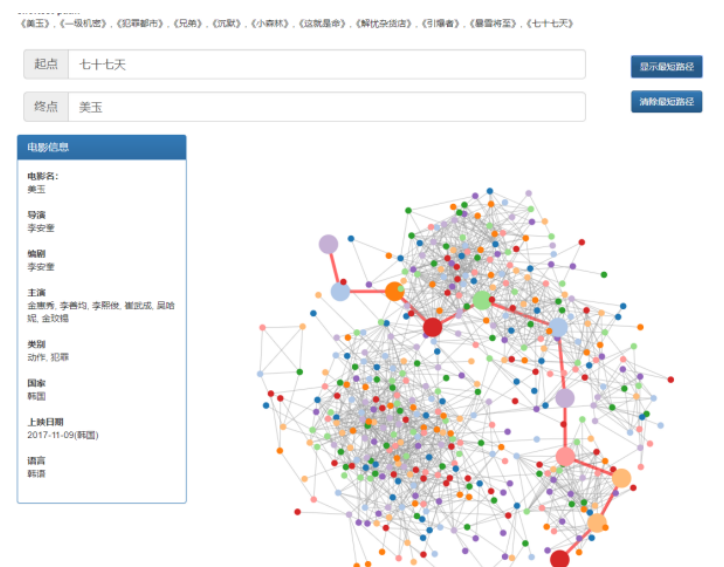 《美玉》,《一级机密》,《犯罪都市》,《兄弟》,《沉默》,《小森林》,《这就是命》,《解忧杂货店》,《引爆者》,《暴雪将至》,《七十七天》
起点 七十七天
显示最短路径
终点 美玉
清除最短路径
电影信息
电影名:
美玉
导演
李安奎
编剧
李安奎
主演
金惠秀, 李善均, 李熙俊, 崔武成, 吴哈
妮, 金玟锡
类别
动作, 犯罪
国家
韩国
上映日期
2017-11-09(韩国)
语言
韩语